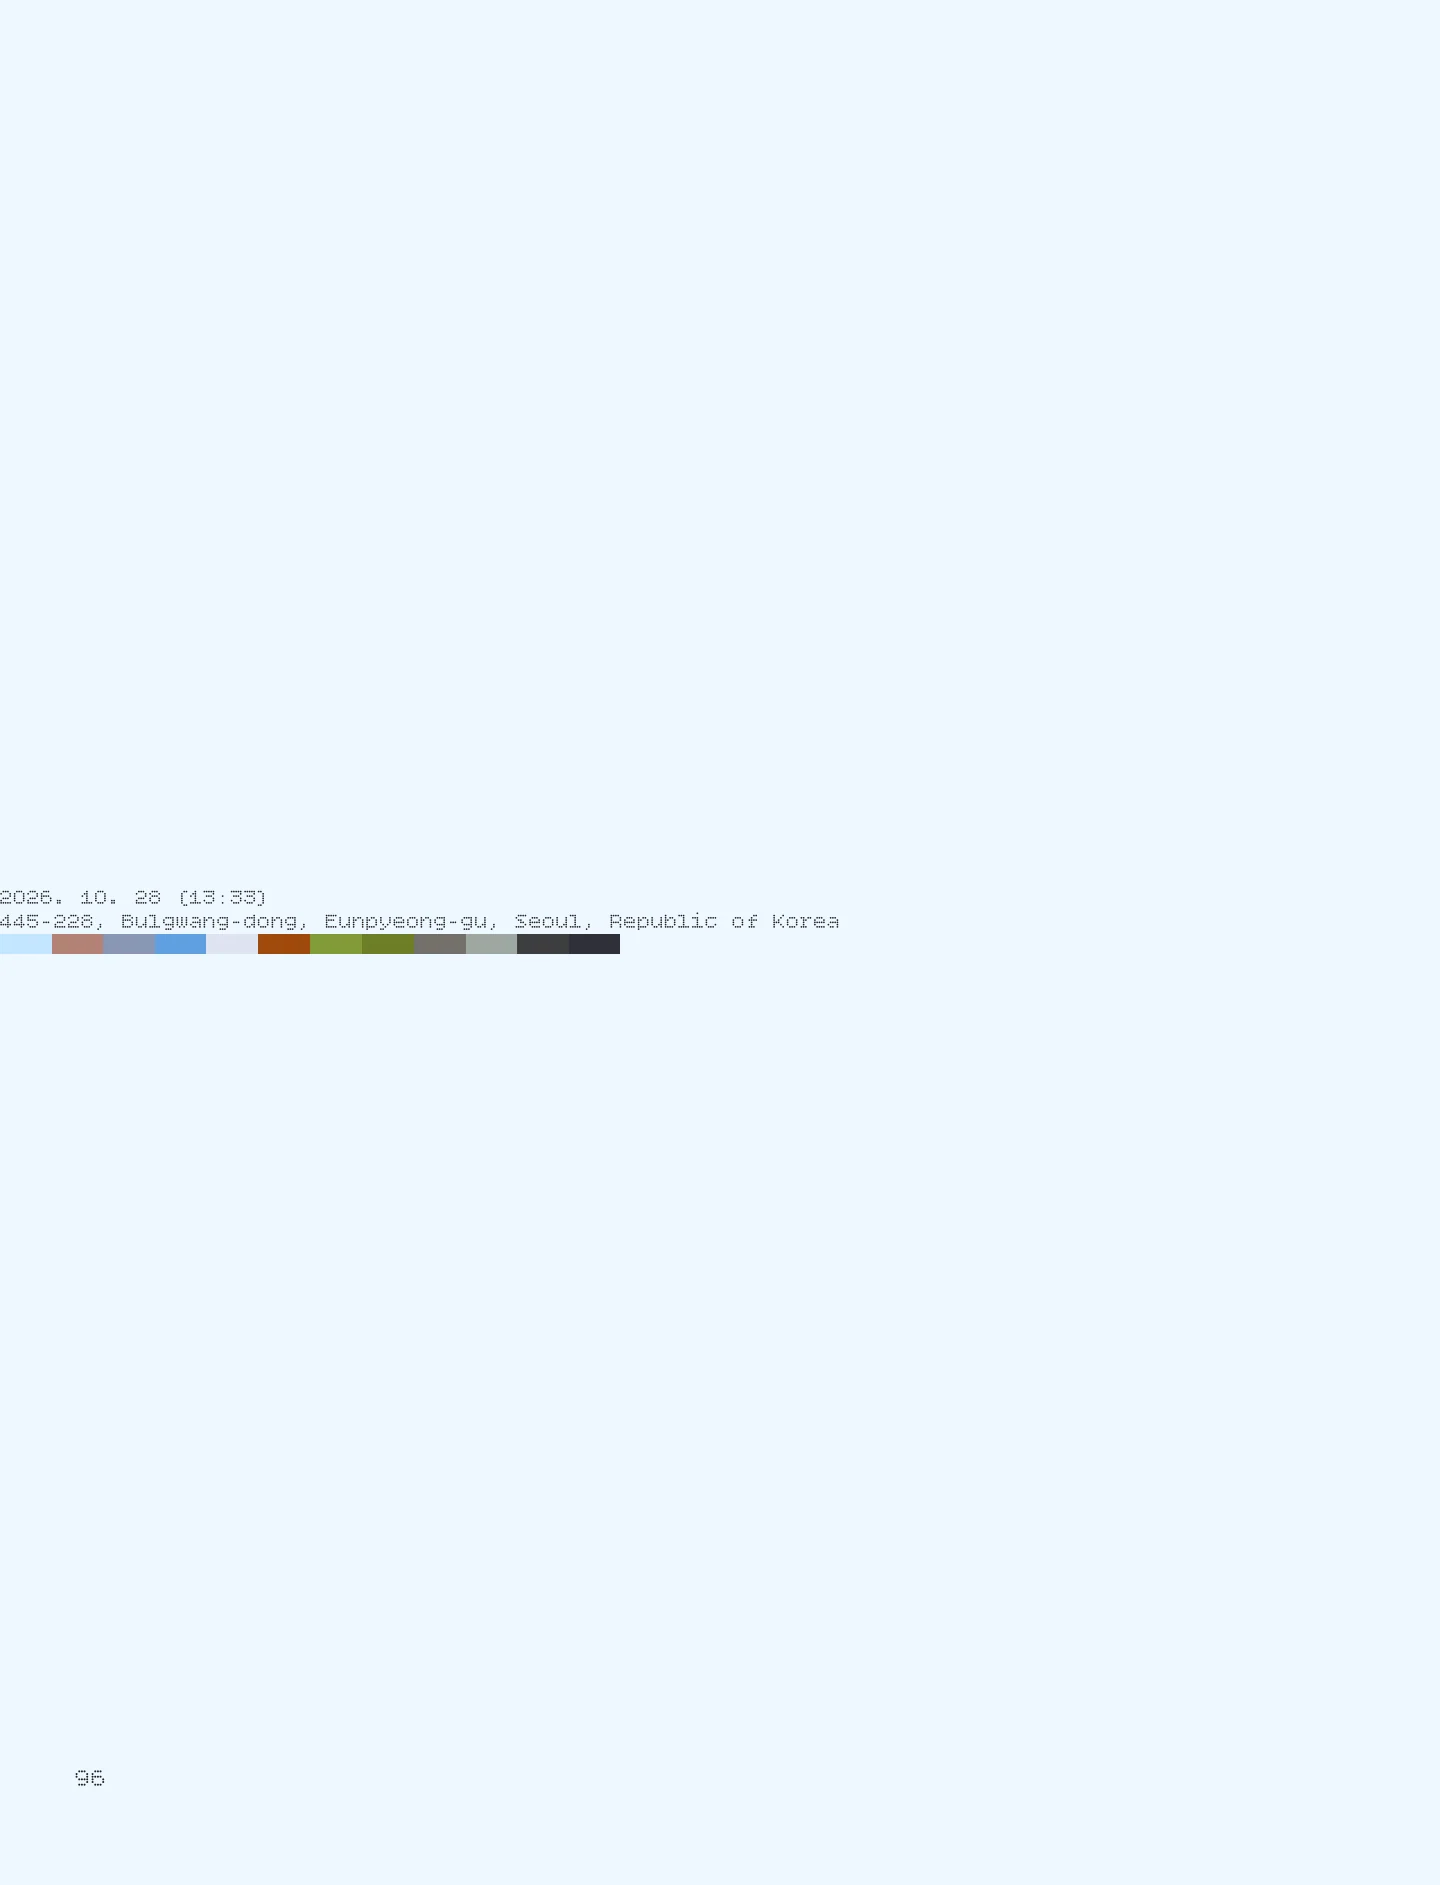 2026. 10. 28 (13:33)
445-228, Bulgwang-dong, Eunpyeong-gu, Seoul, Republic of Korea
96